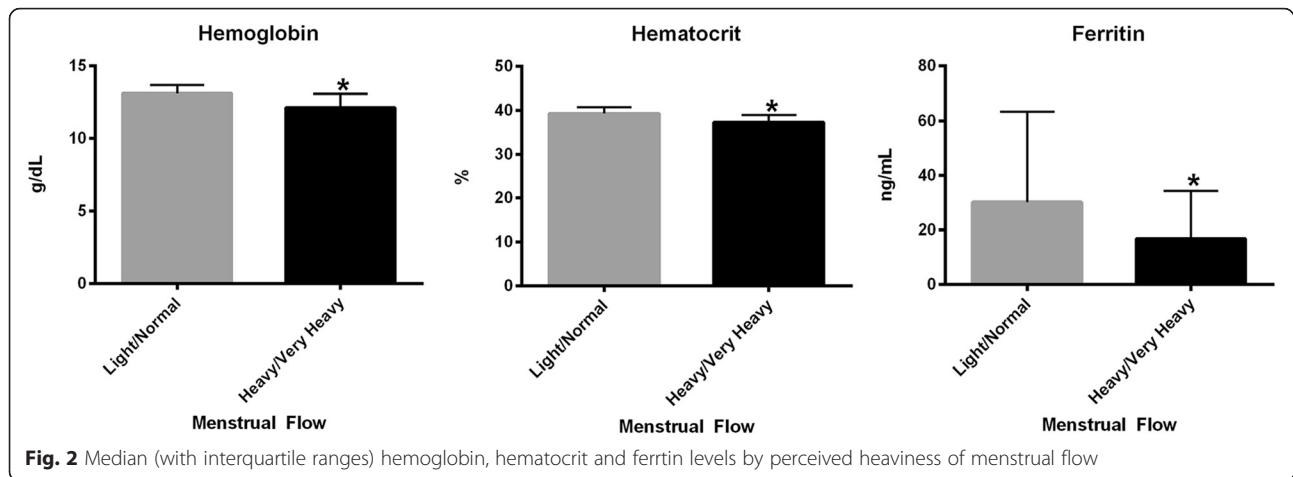 Hemoglobin
15
10
5
0
g/dL
*
Light/Normal
Heavy/Very Heavy
Menstrual Flow
Hematocrit
50
40
30
20
10
0
%
*
Light/Normal
Heavy/Very Heavy
Menstrual Flow
Ferritin
80
60
40
20
0
ng/mL
*
Light/Normal
Heavy/Very Heavy
Menstrual Flow
Fig. 2 Median (with interquartile ranges) hemoglobin, hematocrit and ferrtin levels by perceived heaviness of menstrual flow